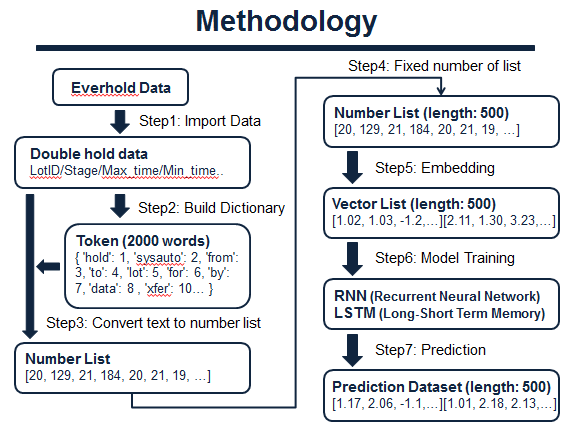 Methodology
Everhold Data
Step1: Import Data
Double hold data
LotID/Stage/Max_time/Min_time..
Step2: Build Dictionary
Token (2000 words)
{ 'hold': 1, 'sysauto': 2, 'from':
3, 'to': 4, 'lot': 5, 'for': 6, 'by':
7, 'data': 8 , 'xfer': 10... }
Step3: Convert text to number list
Number List
[20, 129, 21, 184, 20, 21, 19, ...]
Step4: Fixed number of list
Number List (length: 500)
[20, 129, 21, 184, 20, 21, 19, ...]
Step5: Embedding
Vector List (length: 500)
[1.02, 1.03, -1.2,...][2.11, 1.30, 3.23,...]
Step6: Model Training
RNN (Recurrent Neural Network)
LSTM (Long-Short Term Memory)
Step7: Prediction
Prediction Dataset (length: 500)
[1.17, 2.06, -1.1,...][1.01, 2.18, 2.13,...]